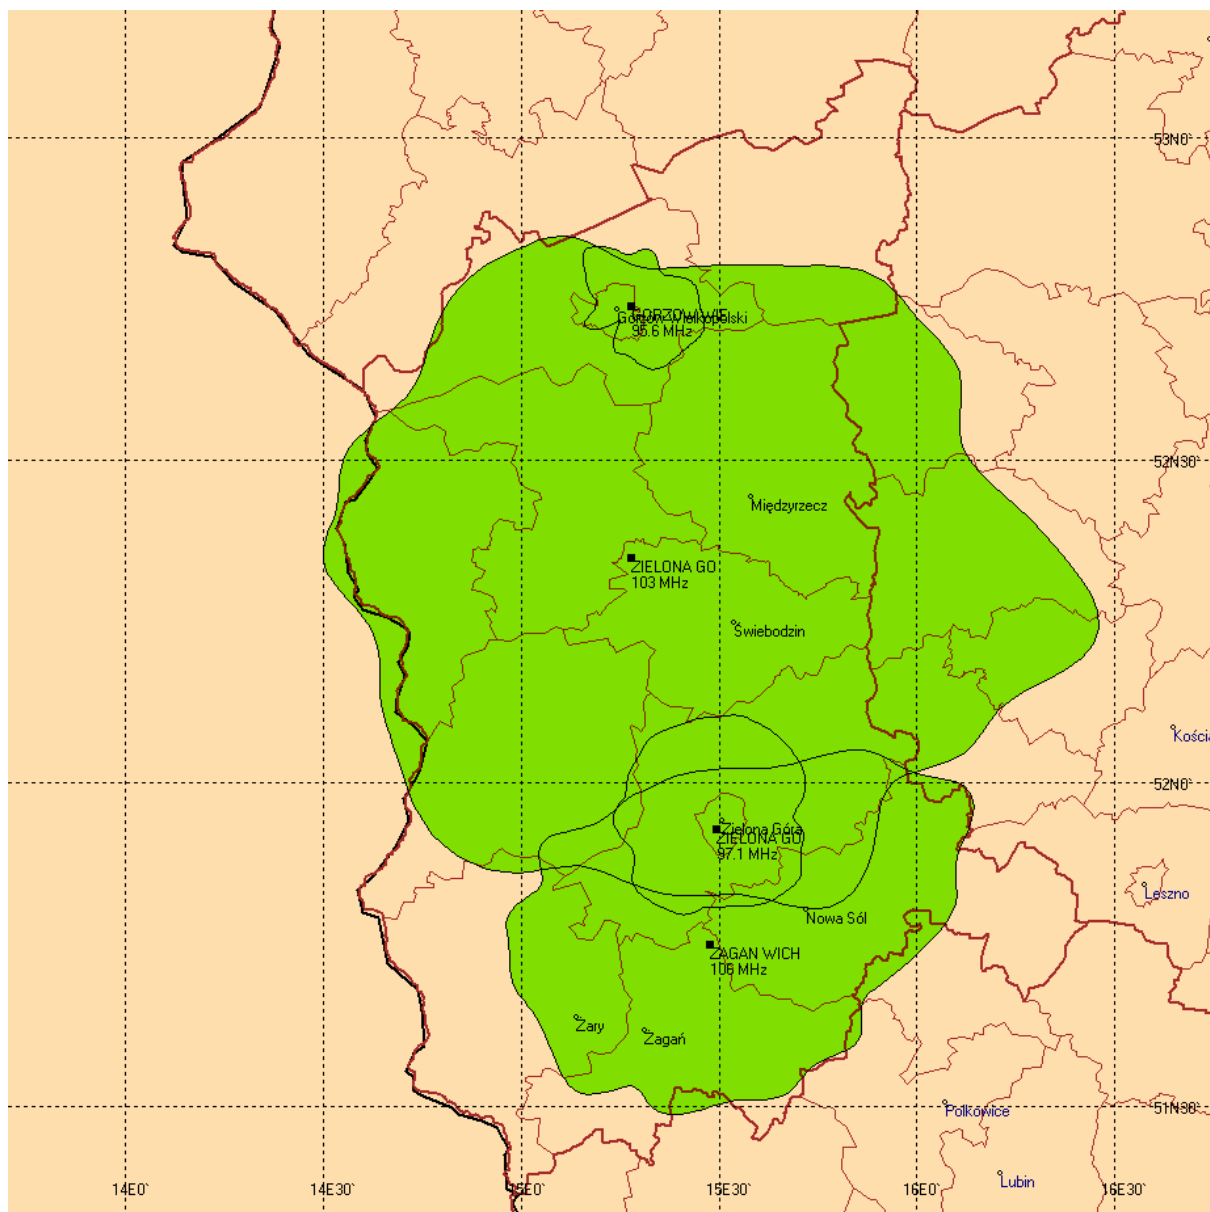 53N0'
GORZOW WIE
Gorzów Wielkopolski
95.6 MHz
52N30'
Międzyrzecz
ZIELONA GO
103 MHz
Świebodzin
Kościa
52N0'
Zielona Góra
ZIELONA GO
97.1 MHz
Leszno
Nowa Sól
ZAGAN WICH
106 MHz
Żary
Żagań
Polkowice
51N30'
Lubin
14E0' 14E30' 15E0' 15E30' 16E0' 16E30'